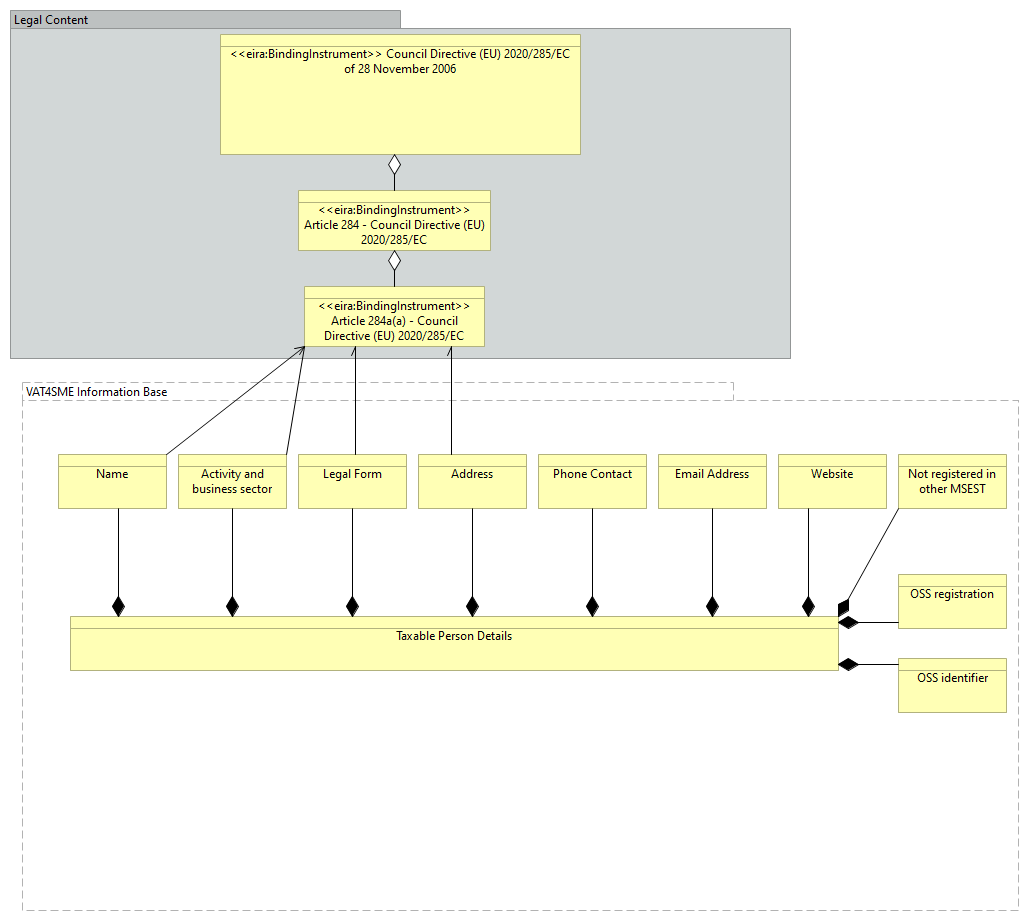 Legal Content
<<eira:BindingInstrument>> Council Directive (EU) 2020/285/EC
of 28 November 2006
<<eira:BindingInstrument>>
Article 284 - Council Directive (EU)
2020/285/EC
<<eira:BindingInstrument>>
Article 284a(a) - Council
Directive (EU) 2020/285/EC
VAT4SME Information Base
Name
Activity and
business sector
Legal Form
Address
Phone Contact
Email Address
Website
Not registered in
other MSEST
OSS registration
Taxable Person Details
OSS identifier